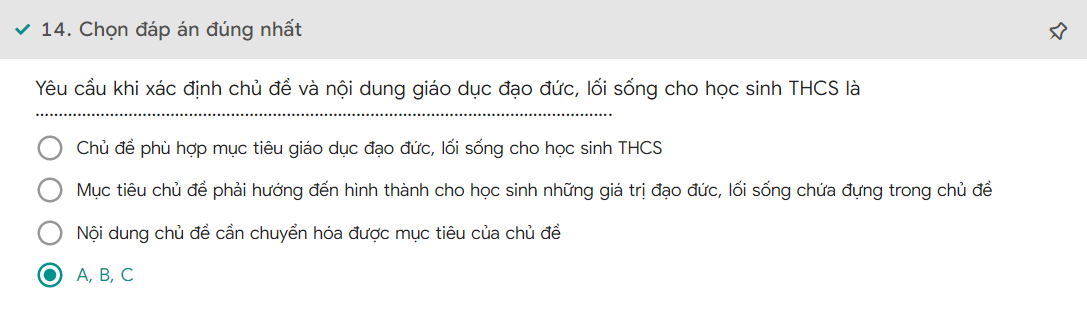 14. Chọn đáp án đúng nhất
Yêu cầu khi xác định chủ đề và nội dung giáo dục đạo đức, lối sống cho học sinh THCS là
................................................................................................................................
Chủ đề phù hợp mục tiêu giáo dục đạo đức, lối sống cho học sinh THCS
Mục tiêu chủ đề phải hướng đến hình thành cho học sinh những giá trị đạo đức, lối sống chứa đựng trong chủ đề
Nội dung chủ đề cần chuyển hóa được mục tiêu của chủ đề
A, B, C